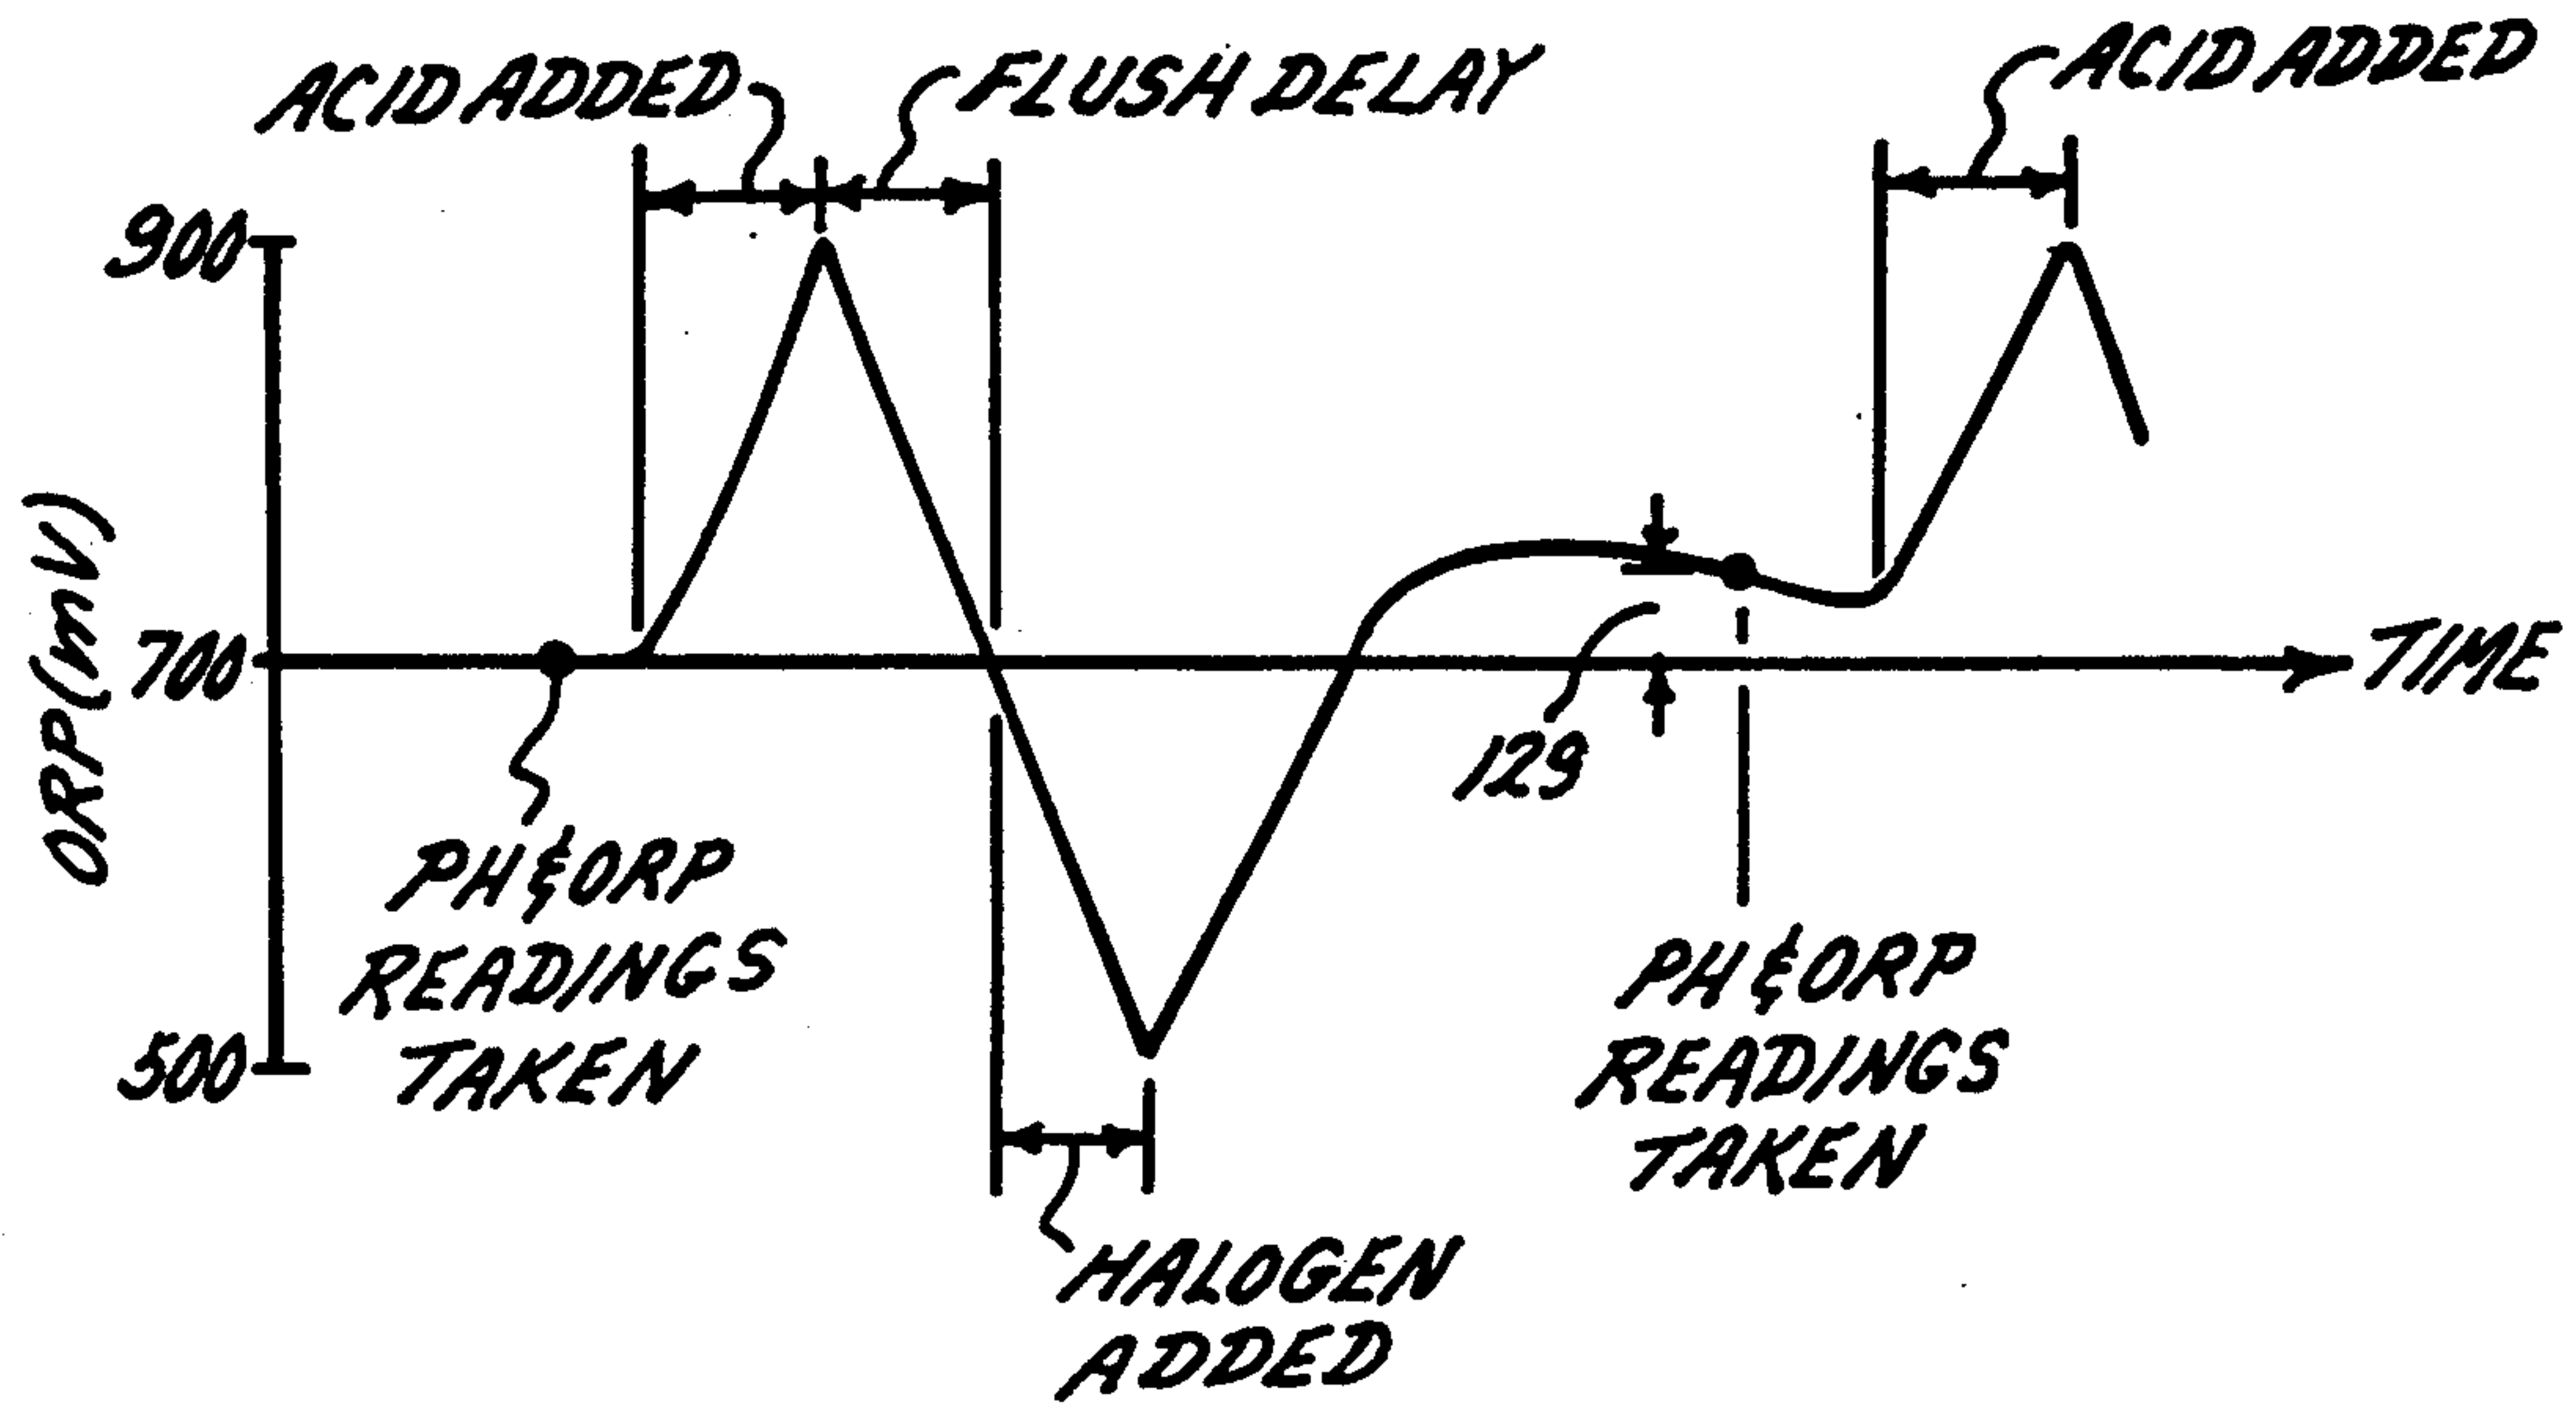 ACID ADDED
FLUSH DELAY
ACID ADDED
900
ORP (mV)
700
TIME
129
PH & ORP
READINGS
TAKEN
500
PH & ORP
READINGS
TAKEN
HALOGEN
ADDED